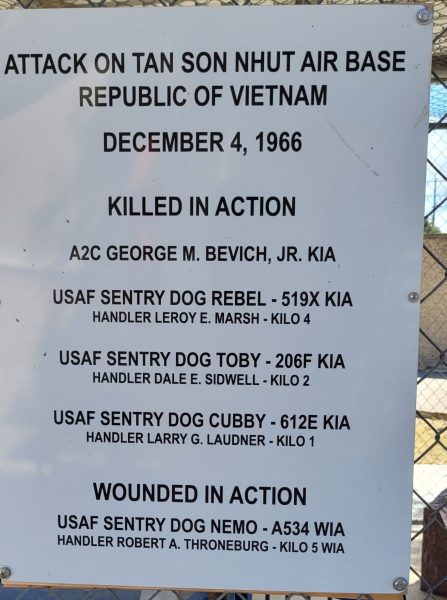 ATTACK ON TAN SON NHUT AIR BASE
REPUBLIC OF VIETNAM
DECEMBER 4, 1966
KILLED IN ACTION
A2C GEORGE M. BEVICH, JR. KIA
USAF SENTRY DOG REBEL - 519X KIA
HANDLER LEROY E. MARSH - KILO 4
USAF SENTRY DOG TOBY - 206F KIA
HANDLER DALE E. SIDWELL - KILO 2
USAF SENTRY DOG CUBBY - 612E KIA
HANDLER LARRY G. LAUDNER - KILO 1
WOUNDED IN ACTION
USAF SENTRY DOG NEMO - A534 WIA
HANDLER ROBERT A. THRONEBURG - KILO 5 WIA